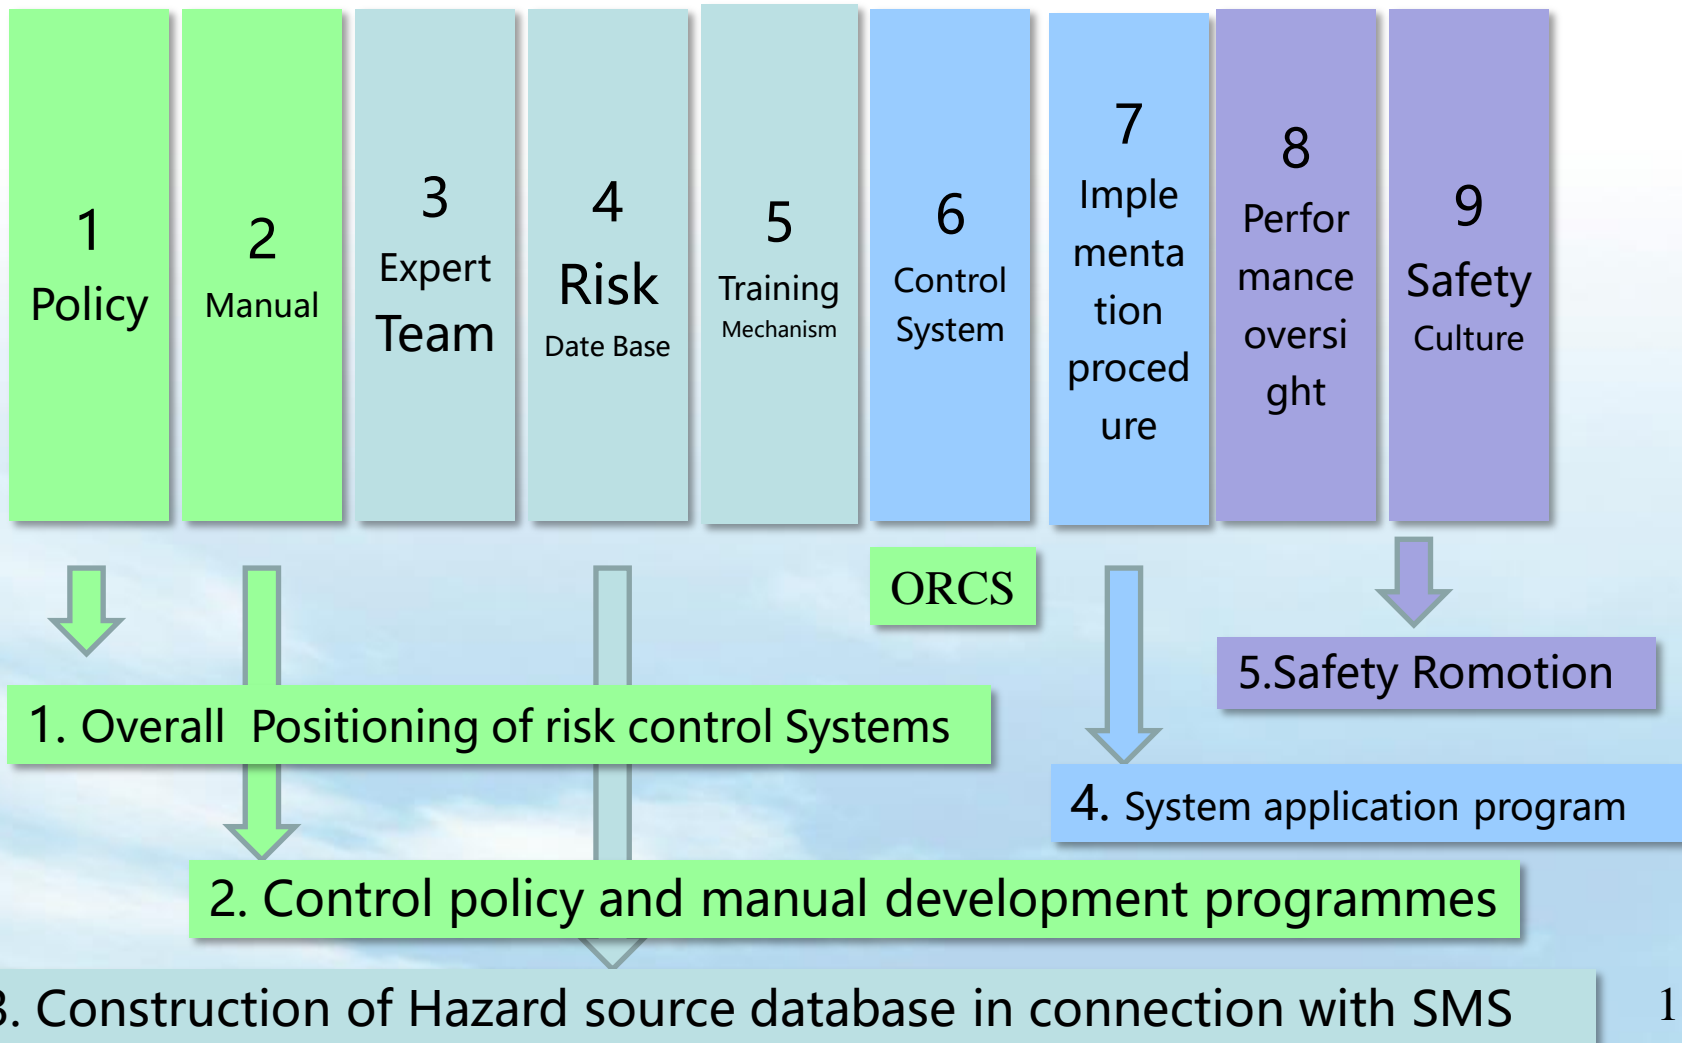 1
Policy
2
Manual
3
Expert
Team
4
Risk
Date Base
5
Training
Mechanism
6
Control
System
7
Imple
menta
tion
proced
ure
8
Perfor
mance
oversi
ght
9
Safety
Culture
ORCS
5.Safety Romotion
1. Overall Positioning of risk control Systems
4. System application program
2. Control policy and manual development programmes
3. Construction of Hazard source database in connection with SMS
1